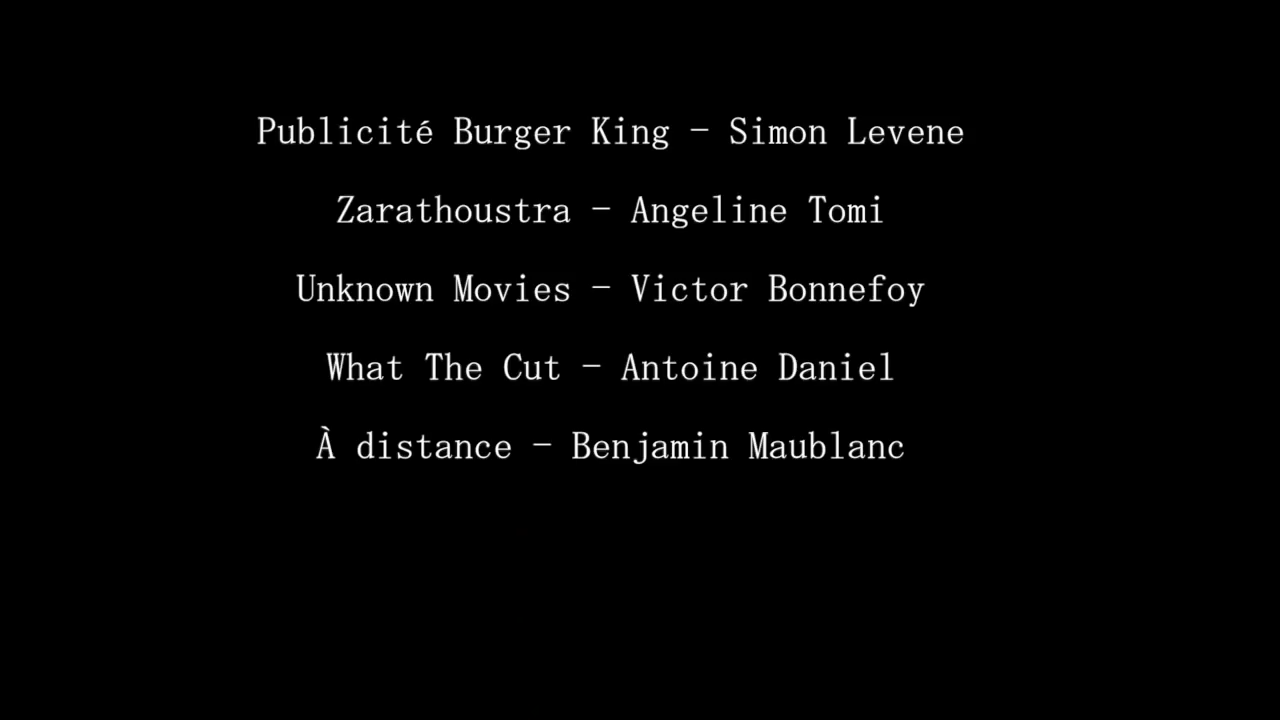 Publicité Burger King - Simon Levene
Zarathoustra - Angeline Tomi
Unknown Movies - Victor Bonnefoy
What The Cut - Antoine Daniel
À distance - Benjamin Maublanc